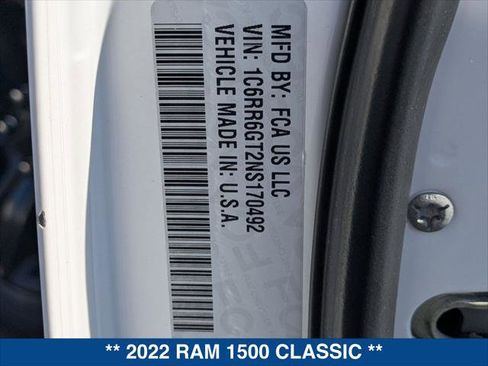 MFD BY: FCA US LLC
VIN: 1C6RR6GT2NS170492
VEHICLE MADE IN: U.S.A.
** 2022 RAM 1500 CLASSIC **